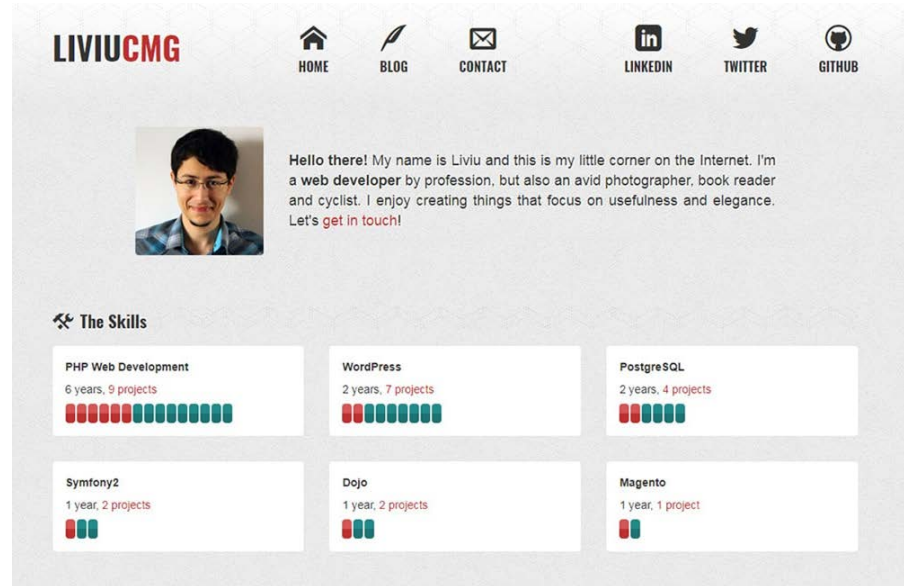 LIVIUCMG
HOME
BLOG
CONTACT
LINKEDIN
TWITTER
GITHUB
Hello there! My name is Liviu and this is my little corner on the Internet. I'm
a web developer by profession, but also an avid photographer, book reader
and cyclist. I enjoy creating things that focus on usefulness and elegance.
Let's get in touch!
The Skills
PHP Web Development
6 years, 9 projects
WordPress
2 years, 7 projects
PostgreSQL
2 years, 4 projects
Symfony2
1 year, 2 projects
Dojo
1 year, 2 projects
Magento
1 year, 1 project